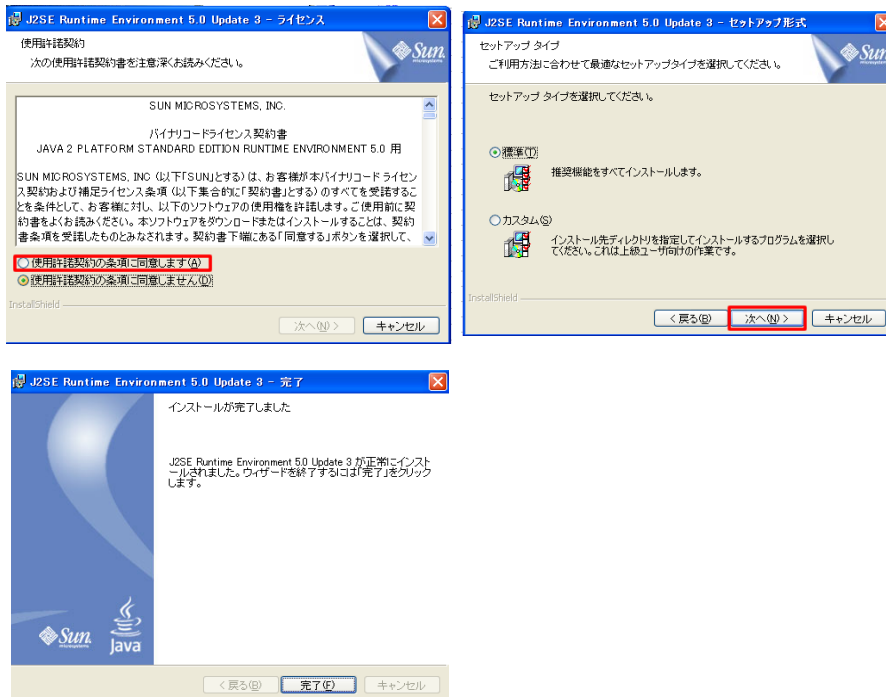 J2SE Runtime Environment 5.0 Update 3 - ライセンス
使用許諾契約
次の使用許諾契約書を注意深くお読みください。
Sun
microsystems
SUN MICROSYSTEMS, INC.
バイナリコードライセンス契約書
JAVA 2 PLATFORM STANDARD EDITION RUNTIME ENVIRONMENT 5.0 用
SUN MICROSYSTEMS, INC (以下「SUN」とする) は、お客様が本バイナリコード ライセン
ス契約および補足ライセンス条項 (以下集合的に「契約書」とする) のすべてを受諾するこ
とを条件として、お客様に対し、以下のソフトウェアの使用権を許諾します。ご使用前に契
約書をよくお読みください。本ソフトウェアをダウンロードまたはインストールすることは、契約
書条項を受諾したものとみなされます。契約書下端にある「同意する」ボタンを選択して、
使用許諾契約の条項に同意します(A)
使用許諾契約の条項に同意しません(D)
InstallShield
次へ(N) >
キャンセル
J2SE Runtime Environment 5.0 Update 3 - セットアップ形式
セットアップ タイプ
ご利用方法に合わせて最適なセットアップタイプを選択してください。
Sun
microsystems
セットアップ タイプを選択してください。
標準(T)
推奨機能をすべてインストールします。
カスタム(S)
インストール先ディレクトリを指定してインストールするプログラムを選択し
てください。これは上級ユーザ向けの作業です。
InstallShield
< 戻る(B)
次へ(N) >
キャンセル
J2SE Runtime Environment 5.0 Update 3 - 完了
インストールが完了しました
J2SE Runtime Environment 5.0 Update 3 が正常にインスト
ールされました。ウィザードを終了するには「完了」をクリック
します。
Sun
microsystems
Java
< 戻る(B)
完了(F)
キャンセル